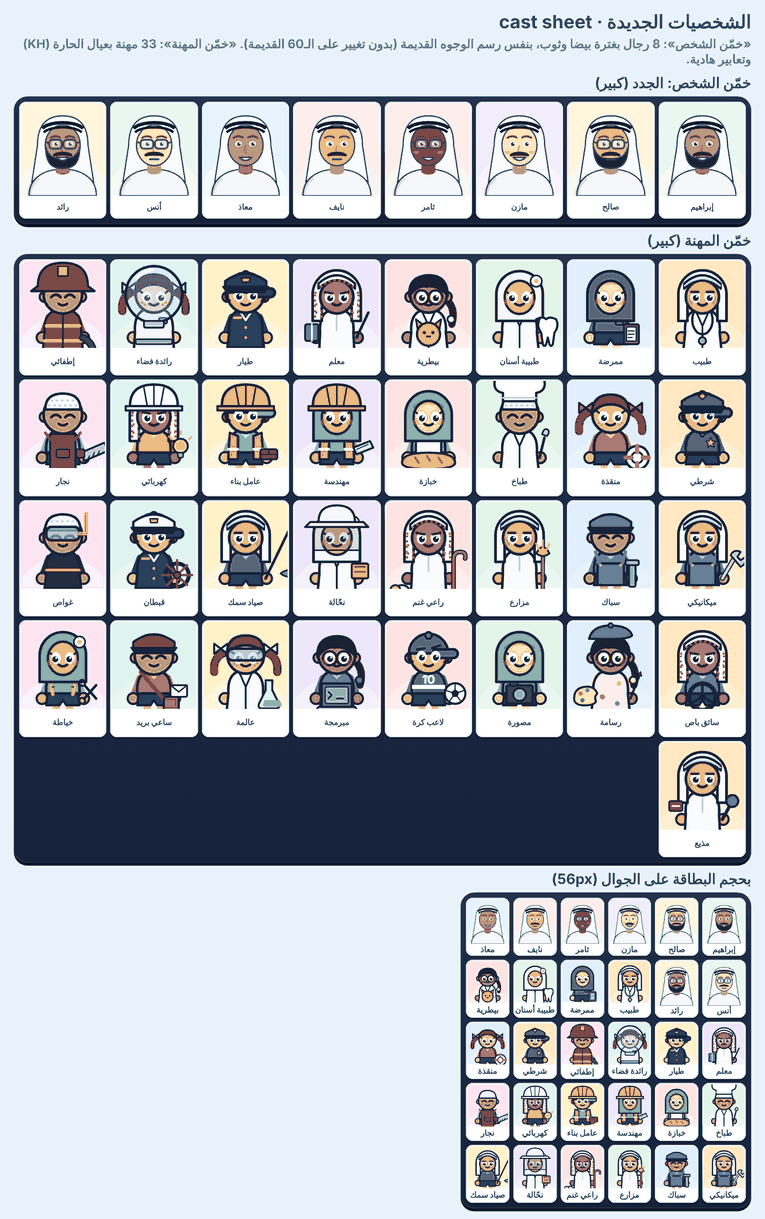 الشخصيات الجديدة · cast sheet
«خمّن الشخص»: 8 رجال بغترة بيضا وثوب، بنفس رسم الوجوه القديمة (بدون تغيير على الـ60 القديمة). «خمّن المهنة»: 33 مهنة بعيال الحارة (KH)
وتعابير هادية.
خمّن الشخص: الجدد (كبير)
إبراهيم
صالح
مازن
ثامر
نايف
معاذ
أنس
رائد
خمّن المهنة (كبير)
طبيب
ممرضة
طبيبة أسنان
بيطرية
معلم
طيار
رائدة فضاء
إطفائي
شرطي
منقذة
طباخ
خبازة
مهندسة
عامل بناء
كهربائي
نجار
ميكانيكي
سباك
مزارع
راعي غنم
نحّالة
صياد سمك
قبطان
غواص
سائق باص
رسامة
مصورة
10
لاعب كرة
مبرمجة
عالمة
ساعي بريد
خياطة
مذيع
بحجم البطاقة على الجوال (56px)
إبراهيم
صالح
مازن
ثامر
نايف
معاذ
أنس
رائد
طبيب
ممرضة
طبيبة أسنان
بيطرية
معلم
طيار
رائدة فضاء
إطفائي
شرطي
منقذة
طباخ
خبازة
مهندسة
عامل بناء
كهربائي
نجار
ميكانيكي
سباك
مزارع
راعي غنم
نحّالة
صياد سمك